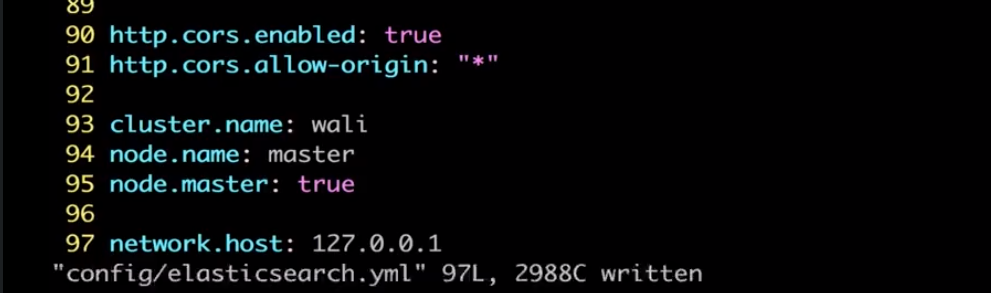 89
90 http.cors.enabled: true
91 http.cors.allow-origin: "*"
92
93 cluster.name: wali
94 node.name: master
95 node.master: true
96
97 network.host: 127.0.0.1
"config/elasticsearch.yml" 97L, 2988C written